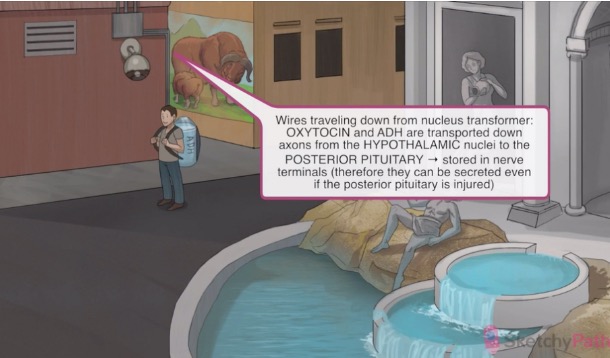 Wires traveling down from nucleus transformer:
OXYTOCIN and ADH are transported down
axons from the HYPOTHALAMIC nuclei to the
POSTERIOR PITUITARY → stored in nerve
terminals (therefore they can be secreted even
if the posterior pituitary is injured)
ADH
SketchyPath